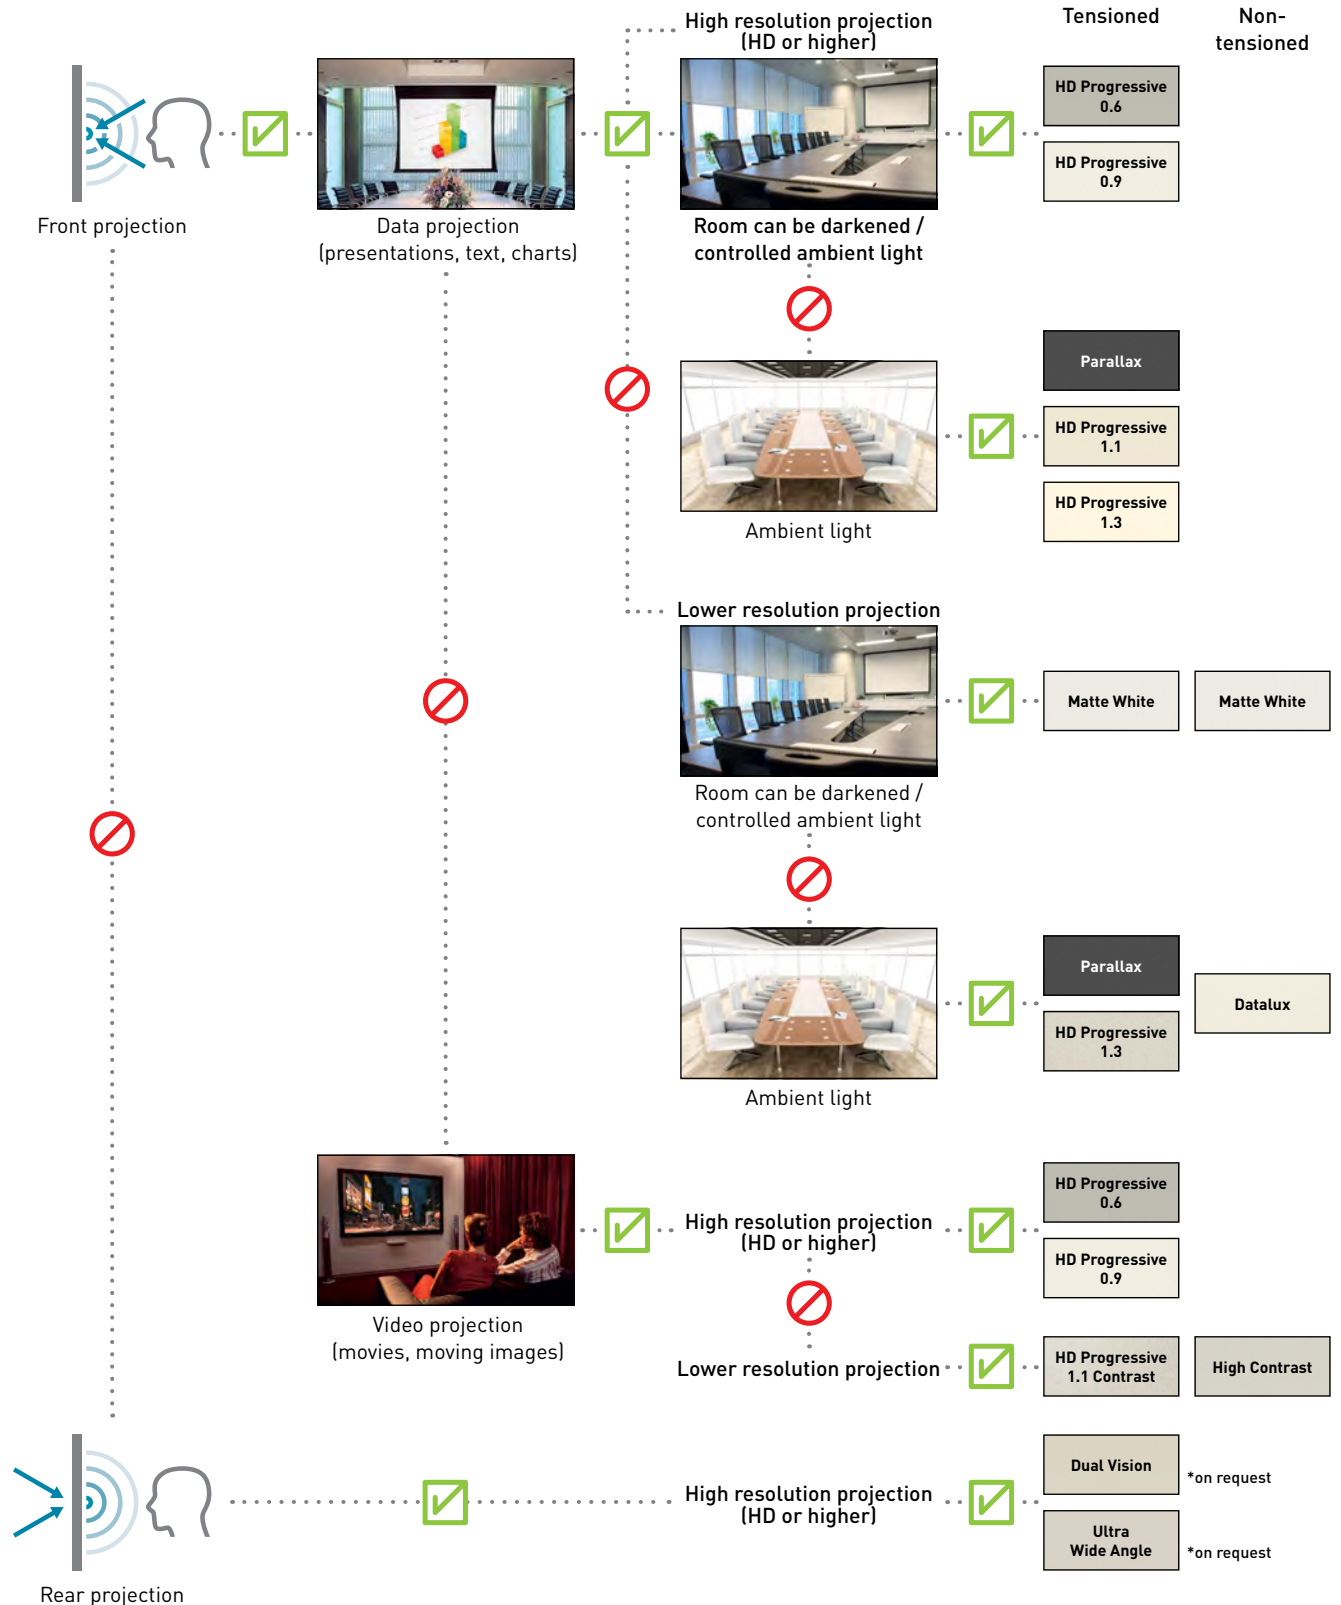 Tensioned
Non-
tensioned
High resolution projection
(HD or higher)
HD Progressive
0.6
HD Progressive
0.9
Front projection
Data projection
(presentations, text, charts)
Room can be darkened /
controlled ambient light
Parallax
HD Progressive
1.1
HD Progressive
1.3
Ambient light
Lower resolution projection
Matte White
Matte White
Room can be darkened /
controlled ambient light
Parallax
HD Progressive
1.3
Datalux
Ambient light
HD Progressive
0.6
High resolution projection
(HD or higher)
HD Progressive
0.9
Video projection
(movies, moving images)
Lower resolution projection
HD Progressive
1.1 Contrast
High Contrast
Dual Vision
*on request
High resolution projection
(HD or higher)
Ultra
Wide Angle
*on request
Rear projection